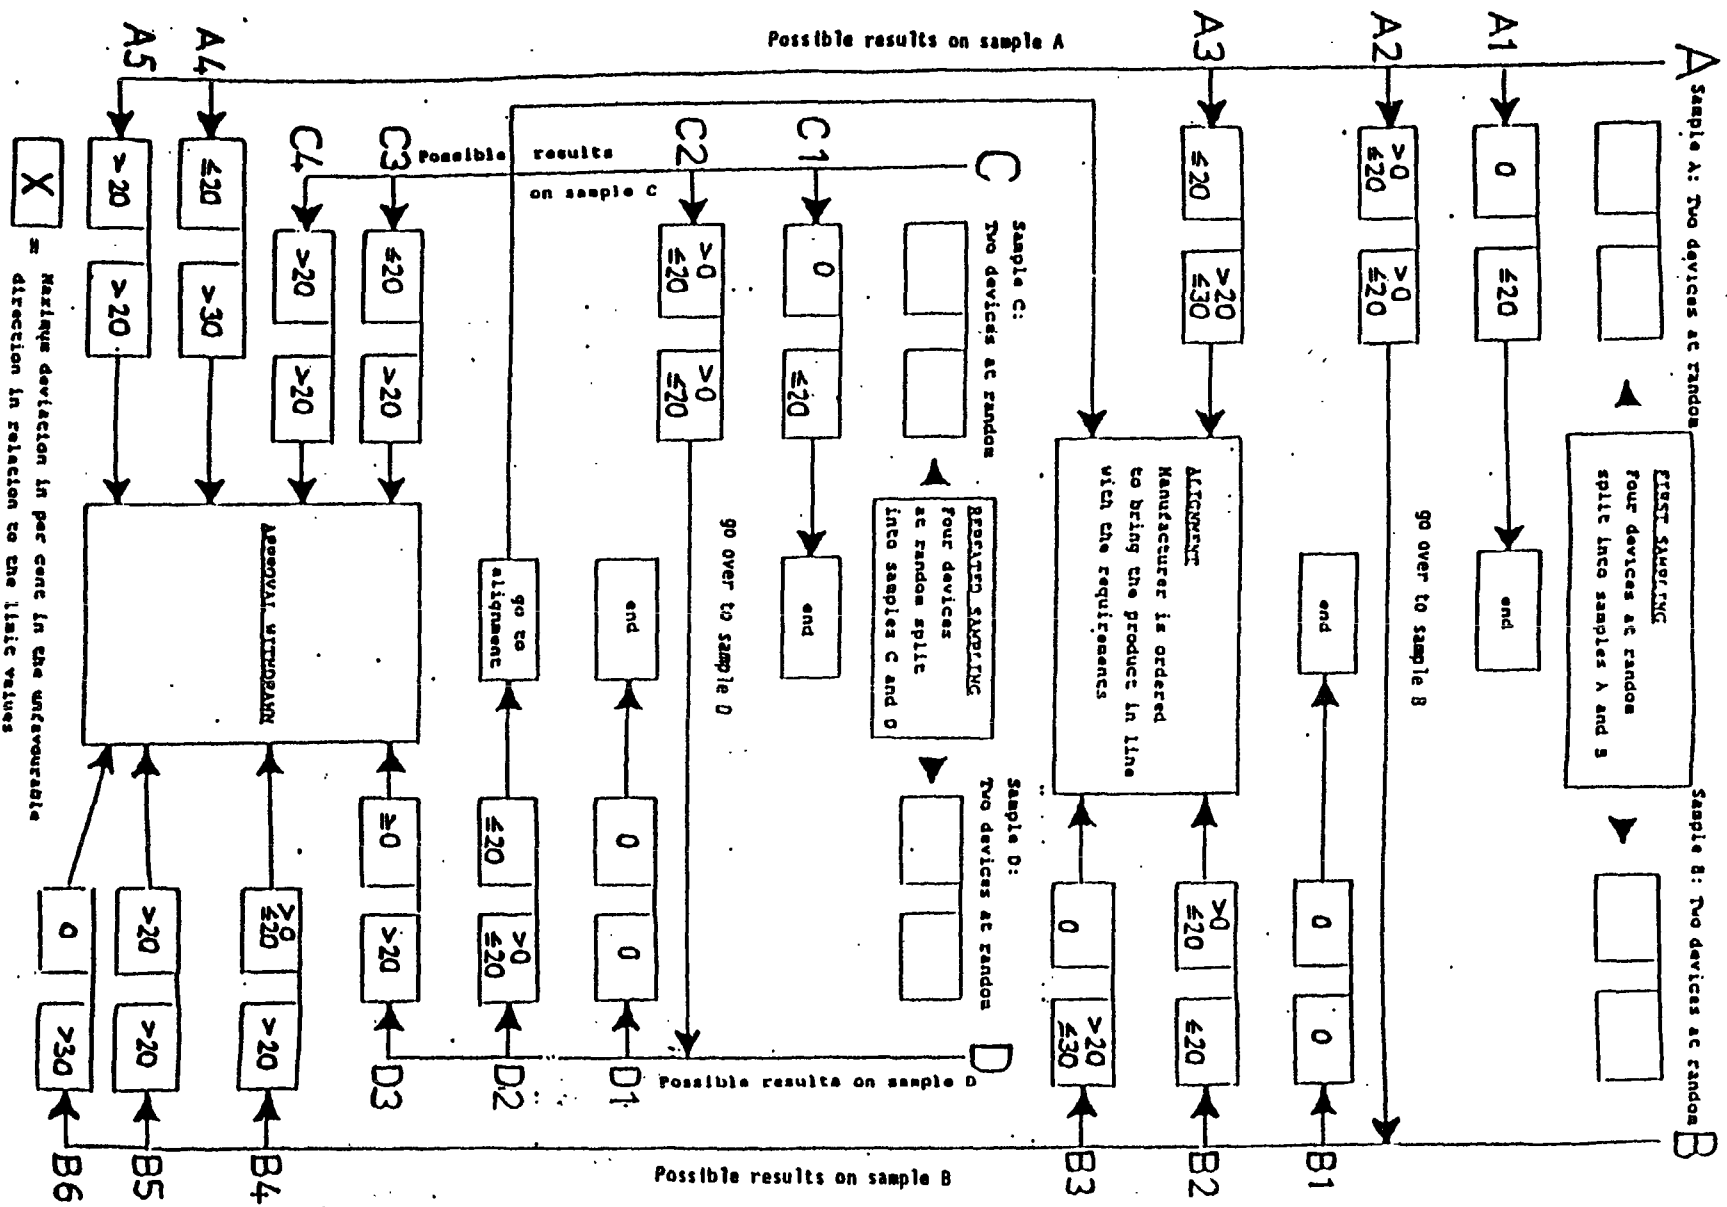 A
Sample A: Two devices at random
FIRST SAMPLING
Four devices at random
split into samples A and B
Sample B: Two devices at random
B
Possible results on sample A
A1
0
≤20
end
A2
>0
≤20
>0
≤20
go over to sample B
end
0
0
B1
A3
≤20
>20
≤30
ALIGNMENT
Manufacturer is ordered
to bring the product in line
with the requirements
>0
≤20
≤20
B2
0
>20
≤30
B3
C
Sample C:
Two devices at random
REPEATED SAMPLING
Four devices
at random split
into samples C and D
Sample D:
Two devices at random
D
Possible results
on sample C
Possible results on sample D
C1
0
≤20
end
C2
>0
≤20
>0
≤20
go over to sample D
end
0
0
D1
go to
alignment
≤20
>0
≤20
D2
C3
≤20
>20
APPROVAL WITHDRAWN
≥0
>20
D3
C4
>20
>20
A4
≤20
>30
>0
≤20
>20
B4
A5
>20
>20
>20
>20
B5
0
>30
B6
Possible results on sample B
X = Maximum deviation in per cent in the unfavourable
direction in relation to the limit values